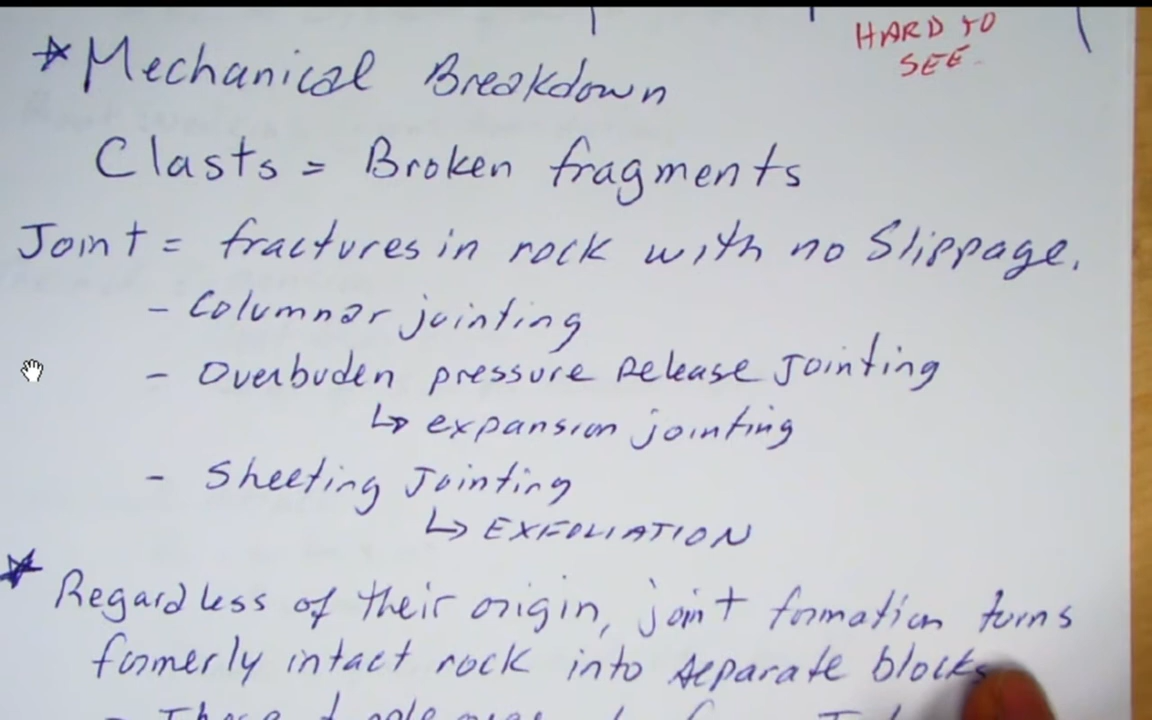 HARD TO
SEE
Mechanical Breakdown
Clasts = Broken fragments
Joint = fractures in rock with no Slippage.
- Columnar jointing
- Overbuden pressure Release Jointing
↳ expansion jointing
- Sheeting Jointing
↳ EXFOLIATION
Regardless of their origin, joint formation turns
formerly intact rock into separate blocks